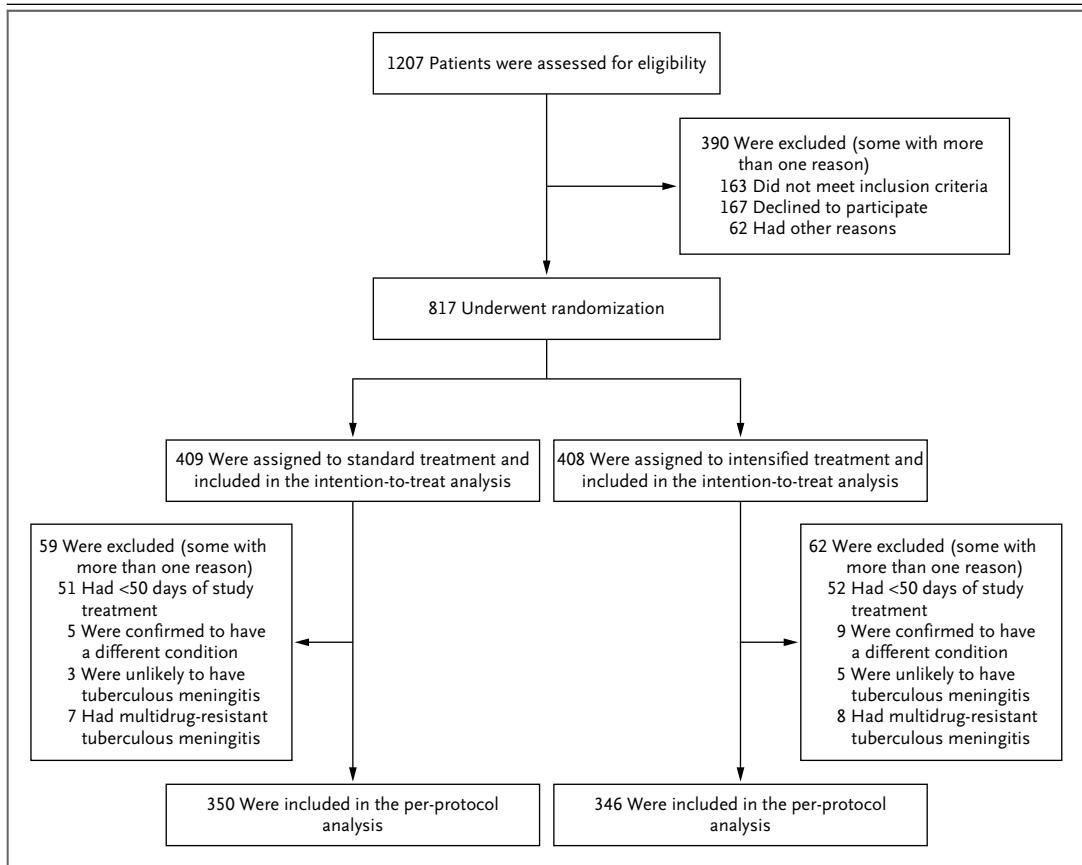 1207 Patients were assessed for eligibility
390 Were excluded (some with more
than one reason)
163 Did not meet inclusion criteria
167 Declined to participate
62 Had other reasons
817 Underwent randomization
409 Were assigned to standard treatment and
included in the intention-to-treat analysis
408 Were assigned to intensified treatment and
included in the intention-to-treat analysis
59 Were excluded (some with
more than one reason)
51 Had <50 days of study
treatment
5 Were confirmed to have
a different condition
3 Were unlikely to have
tuberculous meningitis
7 Had multidrug-resistant
tuberculous meningitis
62 Were excluded (some with
more than one reason)
52 Had <50 days of study
treatment
9 Were confirmed to have
a different condition
5 Were unlikely to have
tuberculous meningitis
8 Had multidrug-resistant
tuberculous meningitis
350 Were included in the per-protocol
analysis
346 Were included in the per-protocol
analysis